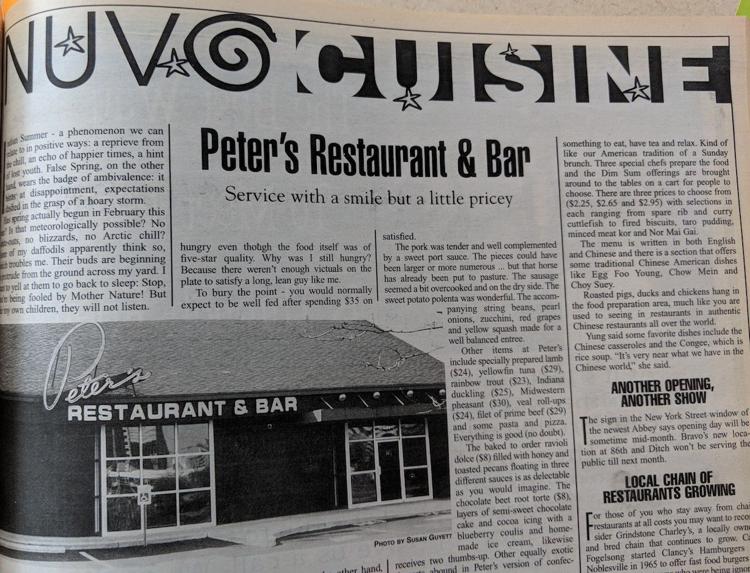 NUVO CUISINE
Peter's Restaurant & Bar
Service with a smile but a little pricey
Summer - a phenomenon we can
to in positive ways: a reprieve from
chill, an echo of happier times, a hint
lost youth. False Spring, on the other
wears the badge of ambivalence: it
at disappointment, expectations
in the grasp of a hoary storm.
spring actually begun in February this
Is that meteorologically possible? No
no blizzards, no Arctic chill?
of my daffodils apparently think so,
troubles me. Their buds are beginning
from the ground across my yard. I
to yell at them to go back to sleep: Stop,
being fooled by Mother Nature! But
my own children, they will not listen.
hungry even though the food itself was of
five-star quality. Why was I still hungry?
Because there weren't enough victuals on the
plate to satisfy a long, lean guy like me.
To bury the point - you would normally
expect to be well fed after spending $35 on
satisfied.
The pork was tender and well complemented
by a sweet port sauce. The pieces could have
been larger or more numerous ... but that horse
has already been put to pasture. The sausage
seemed a bit overcooked and on the dry side. The
sweet potato polenta was wonderful. The accom-
panying string beans, pearl
onions, zucchini, red grapes
and yellow squash made for a
well balanced entree.
Other items at Peter's
include specially prepared lamb
($24), yellowfin tuna ($29),
rainbow trout ($23), Indiana
duckling ($25), Midwestern
pheasant ($30), veal roll-ups
($24), filet of prime beef ($29)
and some pasta and pizza.
Everything is good (no doubt).
The baked to order ravioli
dolce ($8) filled with honey and
toasted pecans floating in three
different sauces is as delectable
as you would imagine. The
chocolate beet root torte ($8),
layers of semi-sweet chocolate
cake and cocoa icing with a
blueberry coulis and home-
made ice cream, likewise
receives two thumbs-up. Other equally exotic
abound in Peter's version of confec-
Peter's
RESTAURANT & BAR
PHOTO BY SUSAN GUYETT
other hand,
something to eat, have tea and relax. Kind of
like our American tradition of a Sunday
brunch. Three special chefs prepare the food
and the Dim Sum offerings are brought
around to the tables on a cart for people to
choose. There are three prices to choose from
($2.25, $2.65 and $2.95) with selections in
each ranging from spare rib and curry
cuttlefish to fired biscuits, taro pudding,
minced meat kor and Nor Mai Gai.
The menu is written in both English
and Chinese and there is a section that offers
some traditional Chinese American dishes
like Egg Foo Young, Chow Mein and
Choy Suey.
Roasted pigs, ducks and chickens hang in
the food preparation area, much like you are
used to seeing in restaurants in authentic
Chinese restaurants all over the world.
Yung said some favorite dishes include the
Chinese casseroles and the Congee, which is
rice soup. "It's very near what we have in the
Chinese world," she said.
ANOTHER OPENING,
ANOTHER SHOW
The sign in the New York Street window of
the newest Abbey says opening day will be
sometime mid-month. Bravo's new loca-
tion at 86th and Ditch won't be serving the
public till next month.
LOCAL CHAIN OF
RESTAURANTS GROWING
For those of you who stay away from chain
restaurants at all costs you may want to
sider Grindstone Charley's, a locally
and bred chain that continues to grow.
Fogelsong started Clancy's Hamburgers
Noblesville in 1965 to offer fast food
who were being